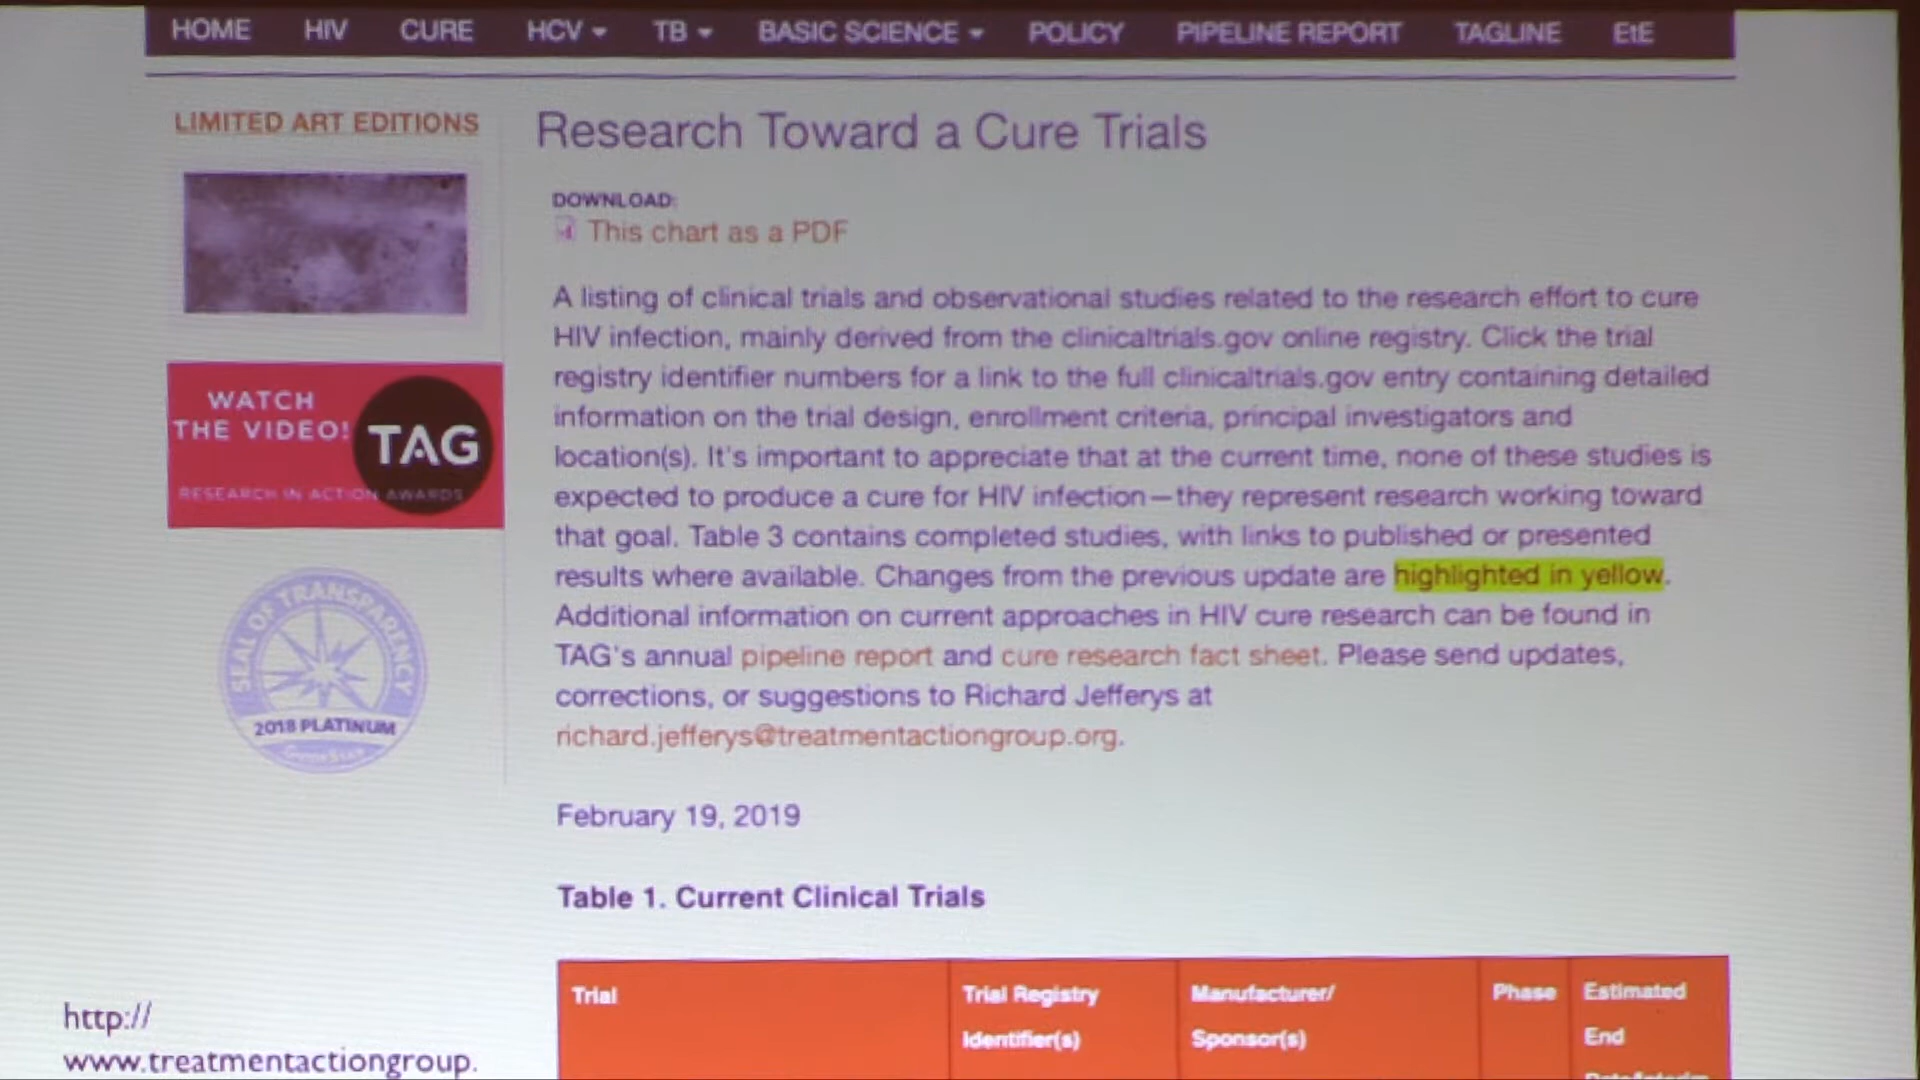 HOME HIV CURE HCV TB BASIC SCIENCE POLICY PIPELINE REPORT TAGLINE EtE
LIMITED ART EDITIONS
WATCH
THE VIDEO!
TAG
RESEARCH IN ACTION AWARDS
SEAL OF TRANSPARENCY
2018 PLATINUM
Research Toward a Cure Trials
DOWNLOAD:
This chart as a PDF
A listing of clinical trials and observational studies related to the research effort to cure
HIV infection, mainly derived from the clinicaltrials.gov online registry. Click the trial
registry identifier numbers for a link to the full clinicaltrials.gov entry containing detailed
information on the trial design, enrollment criteria, principal investigators and
location(s). It's important to appreciate that at the current time, none of these studies is
expected to produce a cure for HIV infection—they represent research working toward
that goal. Table 3 contains completed studies, with links to published or presented
results where available. Changes from the previous update are highlighted in yellow.
Additional information on current approaches in HIV cure research can be found in
TAG's annual pipeline report and cure research fact sheet. Please send updates,
corrections, or suggestions to Richard Jefferys at
richard.jefferys@treatmentactiongroup.org.
February 19, 2019
Table 1. Current Clinical Trials
Trial
Trial Registry
Identifier(s)
Manufacturer/
Sponsor(s)
Phase
Estimated
End
http://
www.treatmentactiongroup.